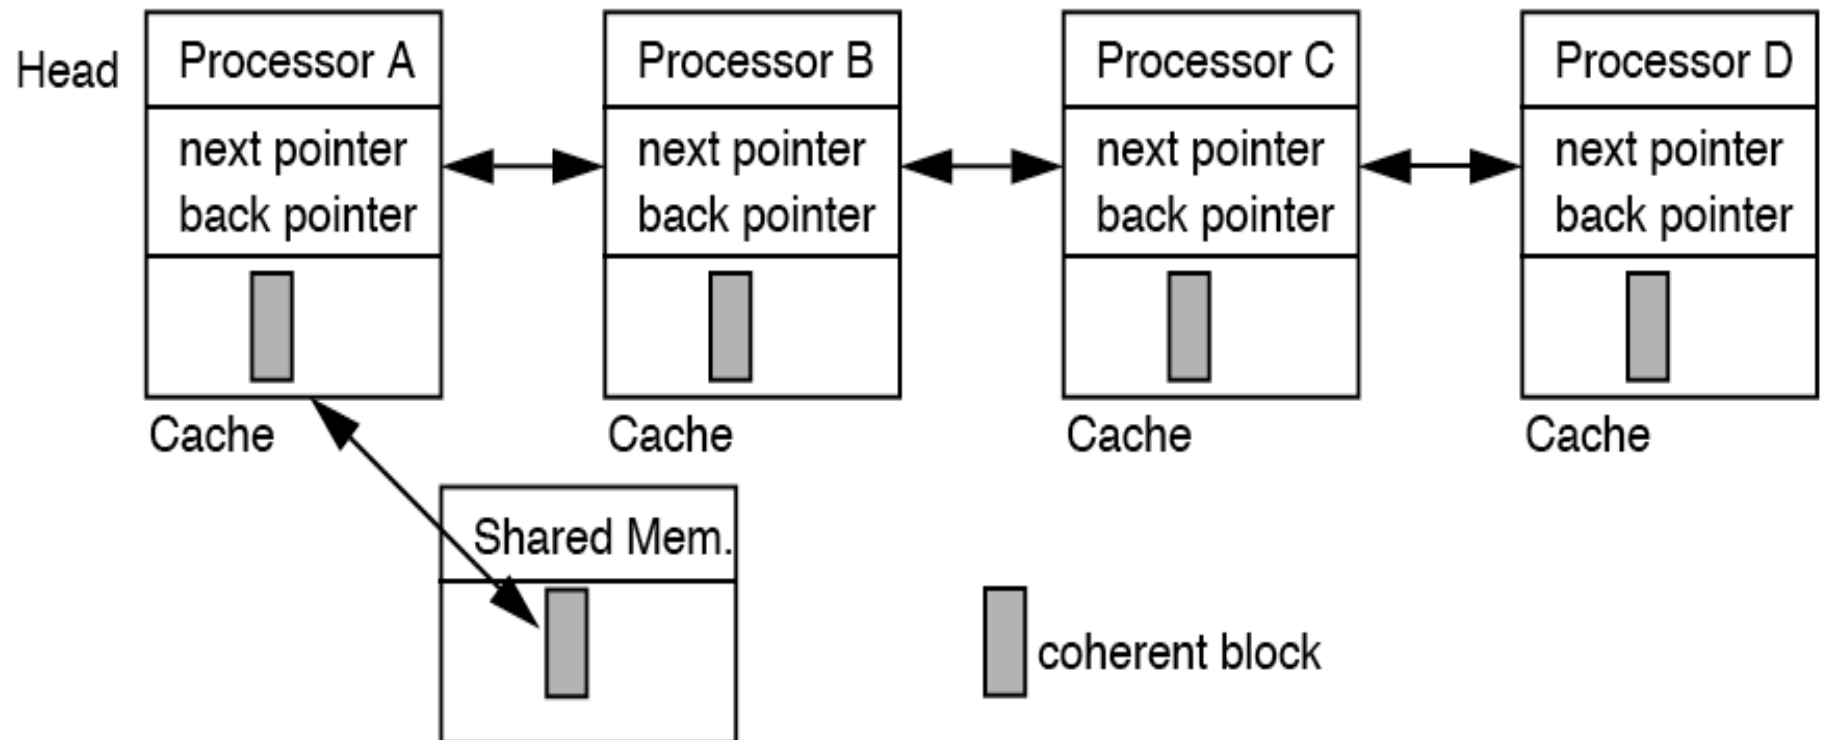 Head
Processor A
next pointer
back pointer
Cache
Processor B
next pointer
back pointer
Cache
Processor C
next pointer
back pointer
Cache
Processor D
next pointer
back pointer
Cache
Shared Mem.
coherent block